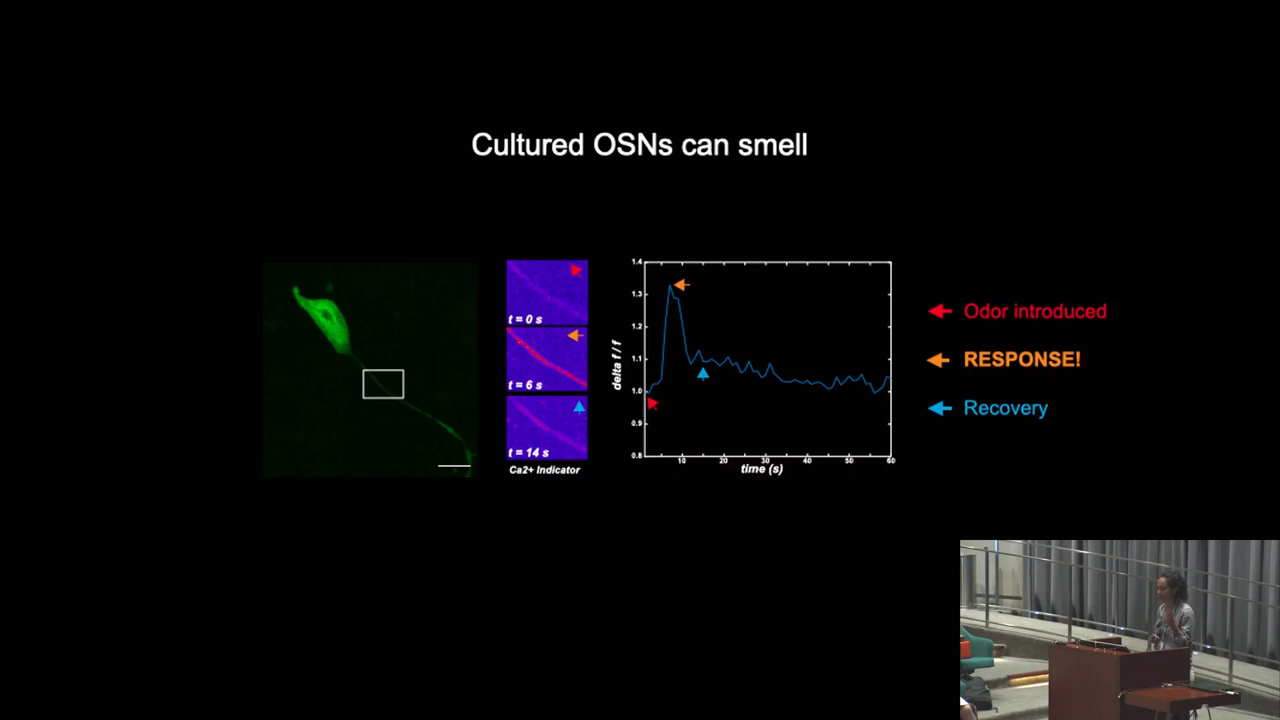 Cultured OSNs can smell
t = 0 s
t = 6 s
t = 14 s
Ca2+ Indicator
delta f / f
1.4
1.3
1.2
1.1
1.0
0.9
0.8
10
20
30
40
50
60
time (s)
Odor introduced
RESPONSE!
Recovery